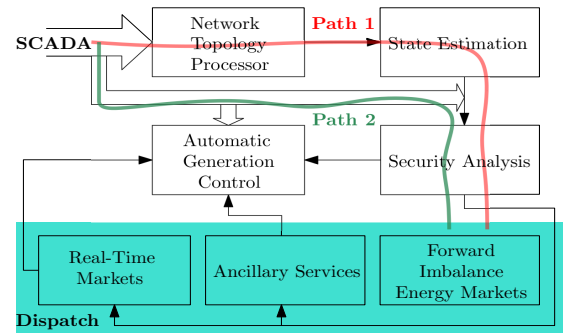 Network
Topology
Processor
Path 1
SCADA
State Estimation
Path 2
Automatic
Generation
Control
Security Analysis
Real-Time
Markets
Ancillary Services
Forward
Imbalance
Energy Markets
Dispatch